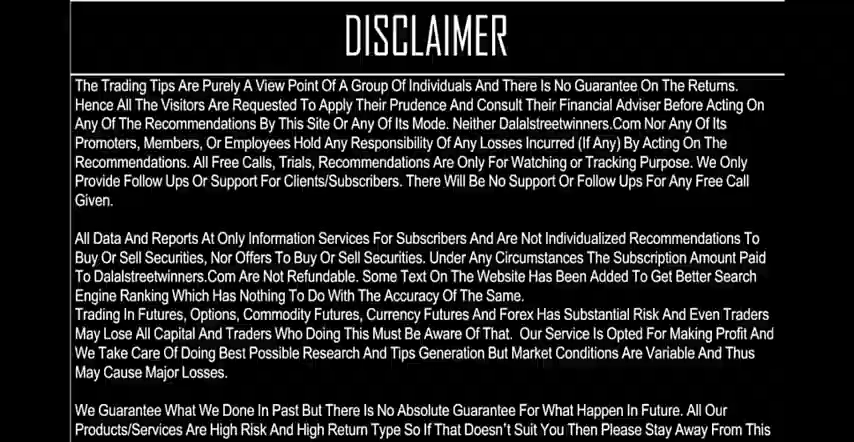 DISCLAIMER
The Trading Tips Are Purely A View Point Of A Group Of Individuals And There Is No Guarantee On The Returns.
Hence All The Visitors Are Requested To Apply Their Prudence And Consult Their Financial Adviser Before Acting On
Any Of The Recommendations By This Site Or Any Of Its Mode. Neither Dalalstreetwinners.Com Nor Any Of Its
Promoters, Members, Or Employees Hold Any Responsibility Of Any Losses Incurred (If Any) By Acting On The
Recommendations. All Free Calls, Trials, Recommendations Are Only For Watching or Tracking Purpose. We Only
Provide Follow Ups Or Support For Clients/Subscribers. There Will Be No Support Or Follow Ups For Any Free Call
Given.
All Data And Reports At Only Information Services For Subscribers And Are Not Individualized Recommendations To
Buy Or Sell Securities, Nor Offers To Buy Or Sell Securities. Under Any Circumstances The Subscription Amount Paid
To Dalalstreetwinners.Com Are Not Refundable. Some Text On The Website Has Been Added To Get Better Search
Engine Ranking Which Has Nothing To Do With The Accuracy Of The Same.
Trading In Futures, Options, Commodity Futures, Currency Futures And Forex Has Substantial Risk And Even Traders
May Lose All Capital And Traders Who Doing This Must Be Aware Of That. Our Service Is Opted For Making Profit And
We Take Care Of Doing Best Possible Research And Tips Generation But Market Conditions Are Variable And Thus
May Cause Major Losses.
We Guarantee What We Done In Past But There Is No Absolute Guarantee For What Happen In Future. All Our
Products/Services Are High Risk And High Return Type So If That Doesn't Suit You Then Please Stay Away From This